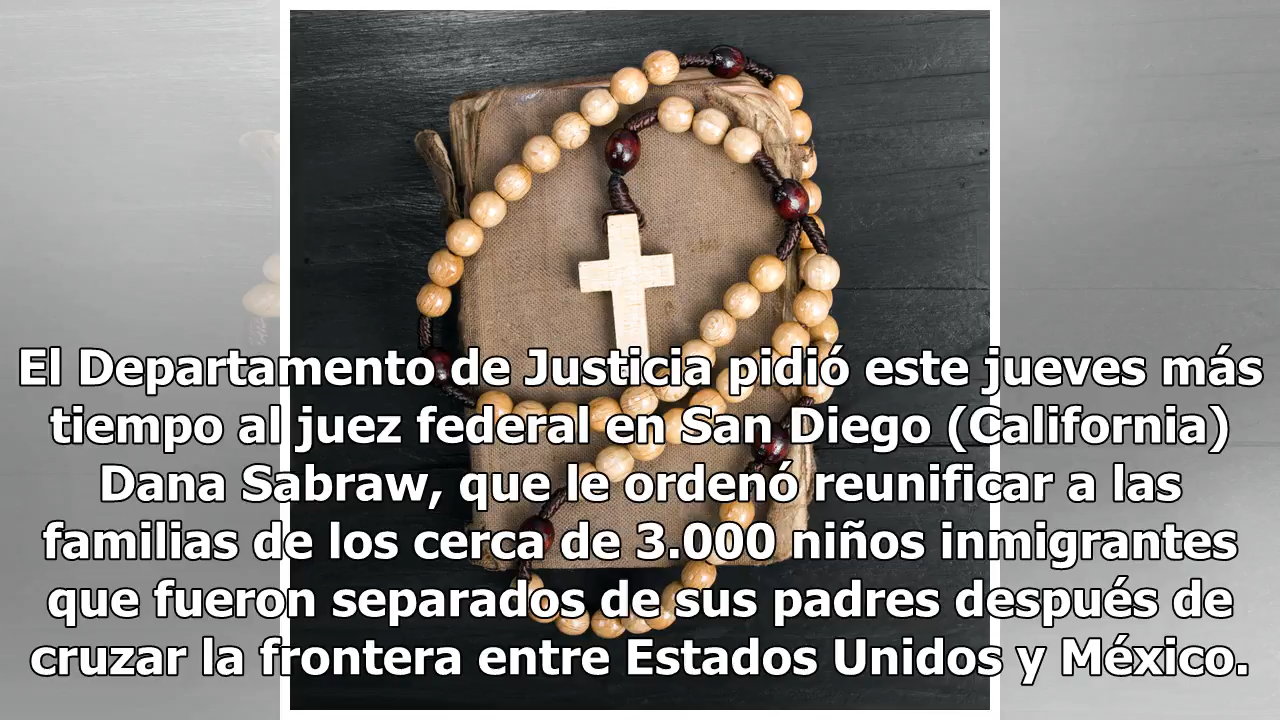 El Departamento de Justicia pidió este jueves más
tiempo al juez federal en San Diego (California)
Dana Sabraw, que le ordenó reunificar a las
familias de los cerca de 3.000 niños inmigrantes
que fueron separados de sus padres después de
cruzar la frontera entre Estados Unidos y México.